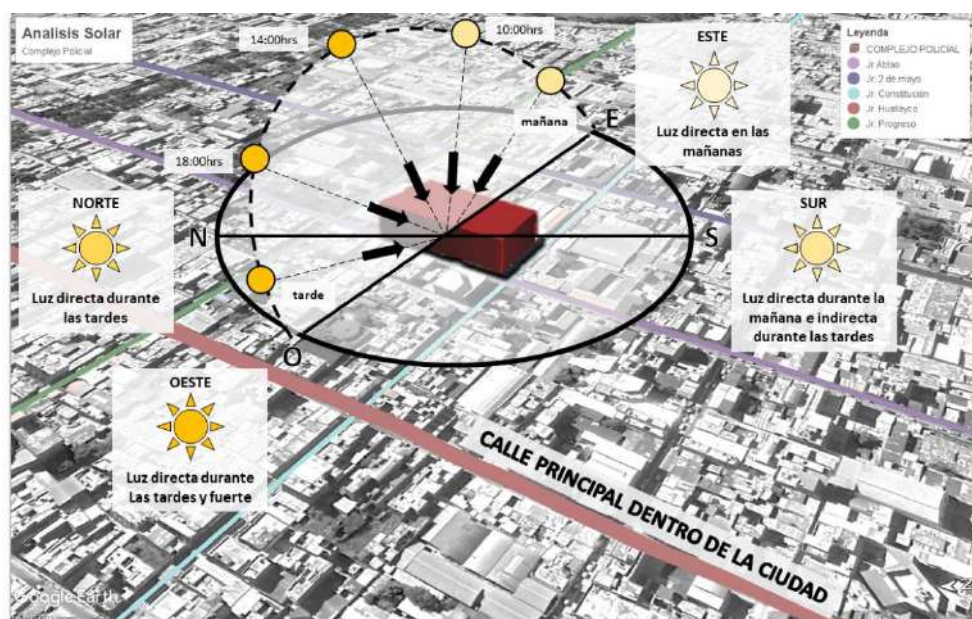 Analisis Solar
Complejo Policial
14:00hrs
10:00hrs
ESTE
Luz directa en las
mañanas
Leyenda
COMPLEJO POLICIAL
Jr Abtao
Jr. 2 de mayo
Jr. Constitución
Jr. Huallayco
Jr. Progreso
mañana
E
18:00hrs
NORTE
Luz directa durante
las tardes
N
S
SUR
Luz directa durante la
mañana e indirecta
durante las tardes
tarde
O
OESTE
Luz directa durante
Las tardes y fuerte
CALLE PRINCIPAL DENTRO DE LA CIUDAD
Google Earth